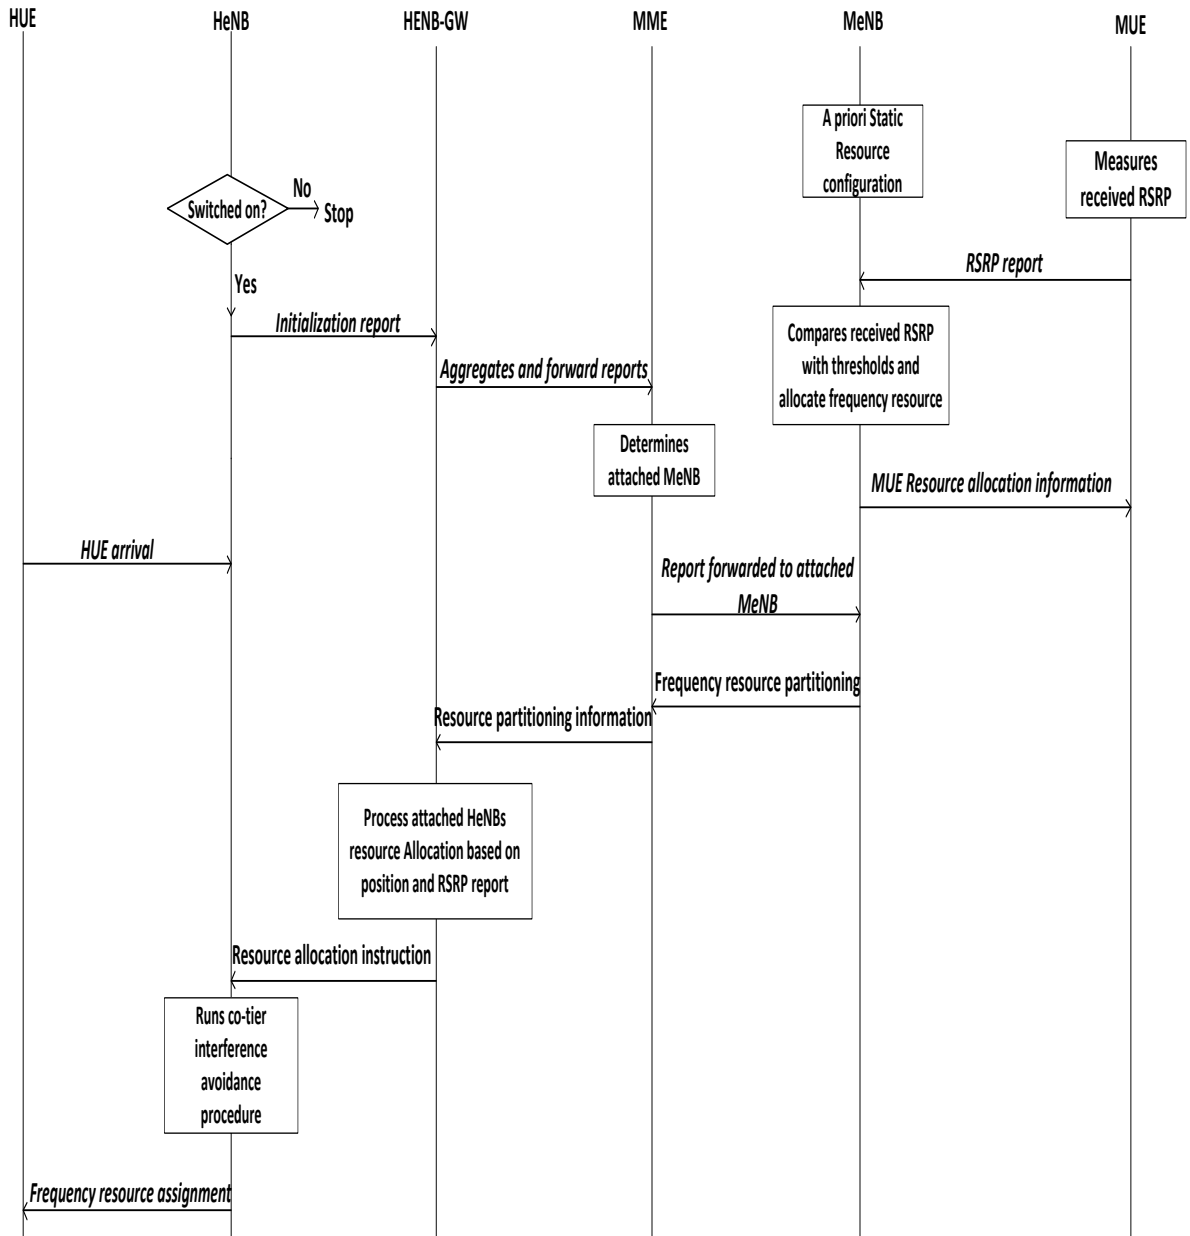 HUE
HeNB
HENB-GW
MME
MeNB
MUE
A priori Static
Resource
configuration
Measures
received RSRP
Switched on?
No
Stop
RSRP report
Yes
Initialization report
Compares received RSRP
with thresholds and
allocate frequency resource
Aggregates and forward reports
Determines
attached MeNB
MUE Resource allocation information
HUE arrival
Report forwarded to attached
MeNB
Frequency resource partitioning
Resource partitioning information
Process attached HeNBs
resource Allocation based on
position and RSRP report
Resource allocation instruction
Runs co-tier
interference
avoidance
procedure
Frequency resource assignment